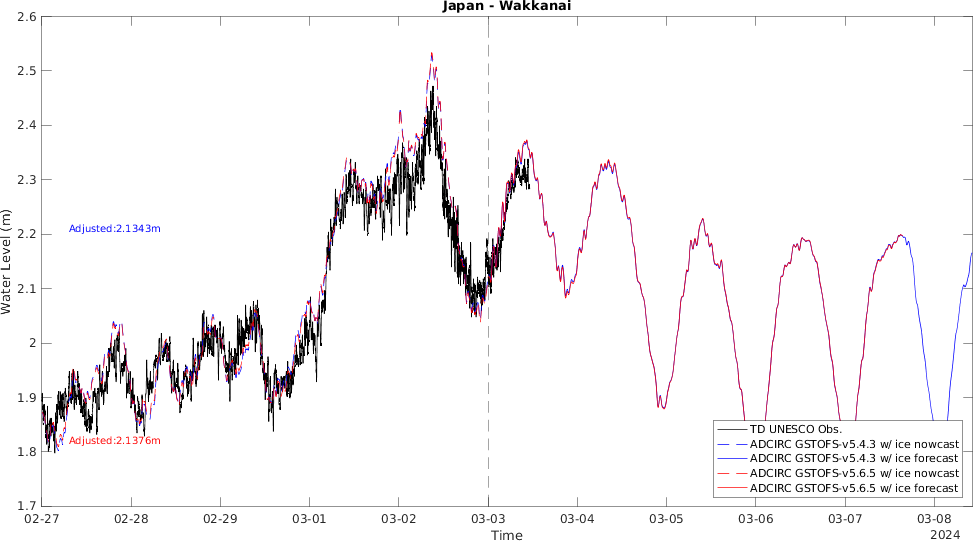 Japan - Wakkanai
2.6
2.5
2.4
2.3
2.2
2.1
2
1.9
1.8
1.7
Water Level (m)
Adjusted:2.1343m
Adjusted:2.1376m
TD UNESCO Obs.
ADCIRC GSTOFS-v5.4.3 w/ ice nowcast
ADCIRC GSTOFS-v5.4.3 w/ ice forecast
ADCIRC GSTOFS-v5.6.5 w/ ice nowcast
ADCIRC GSTOFS-v5.6.5 w/ ice forecast
02-27 02-28 02-29 03-01 03-02 03-03 03-04 03-05 03-06 03-07 03-08
Time 2024